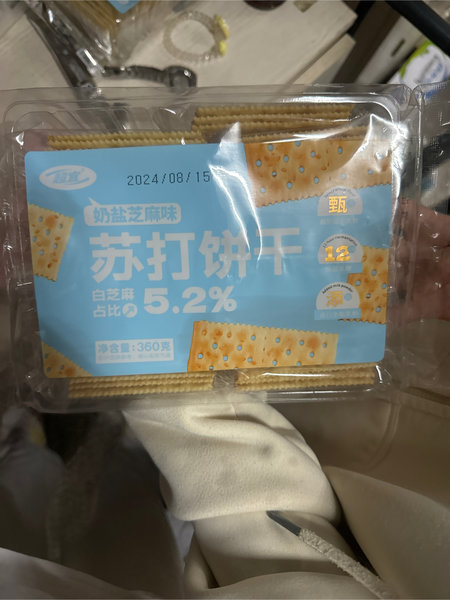 2024/08/15
奶盐芝麻味
苏打饼干
白芝麻
占比
5.2%
净含量:360克
甄
12